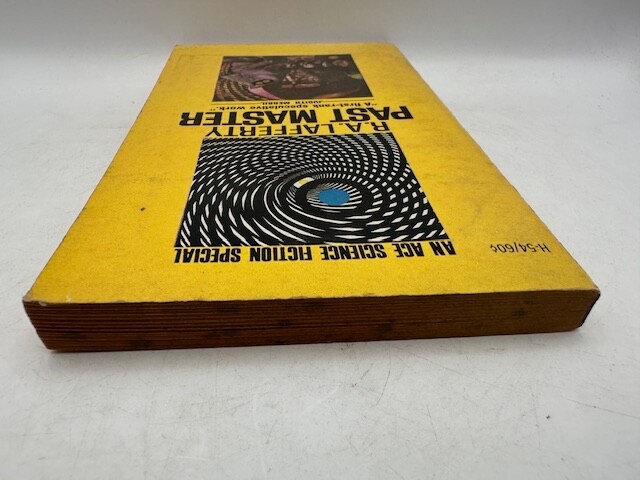 H-54/60¢
AN ACE SCIENCE FICTION SPECIAL
R.A. LAFFERTY
PAST MASTER
"A first-rank speculative work."
—JUDITH MERRIL